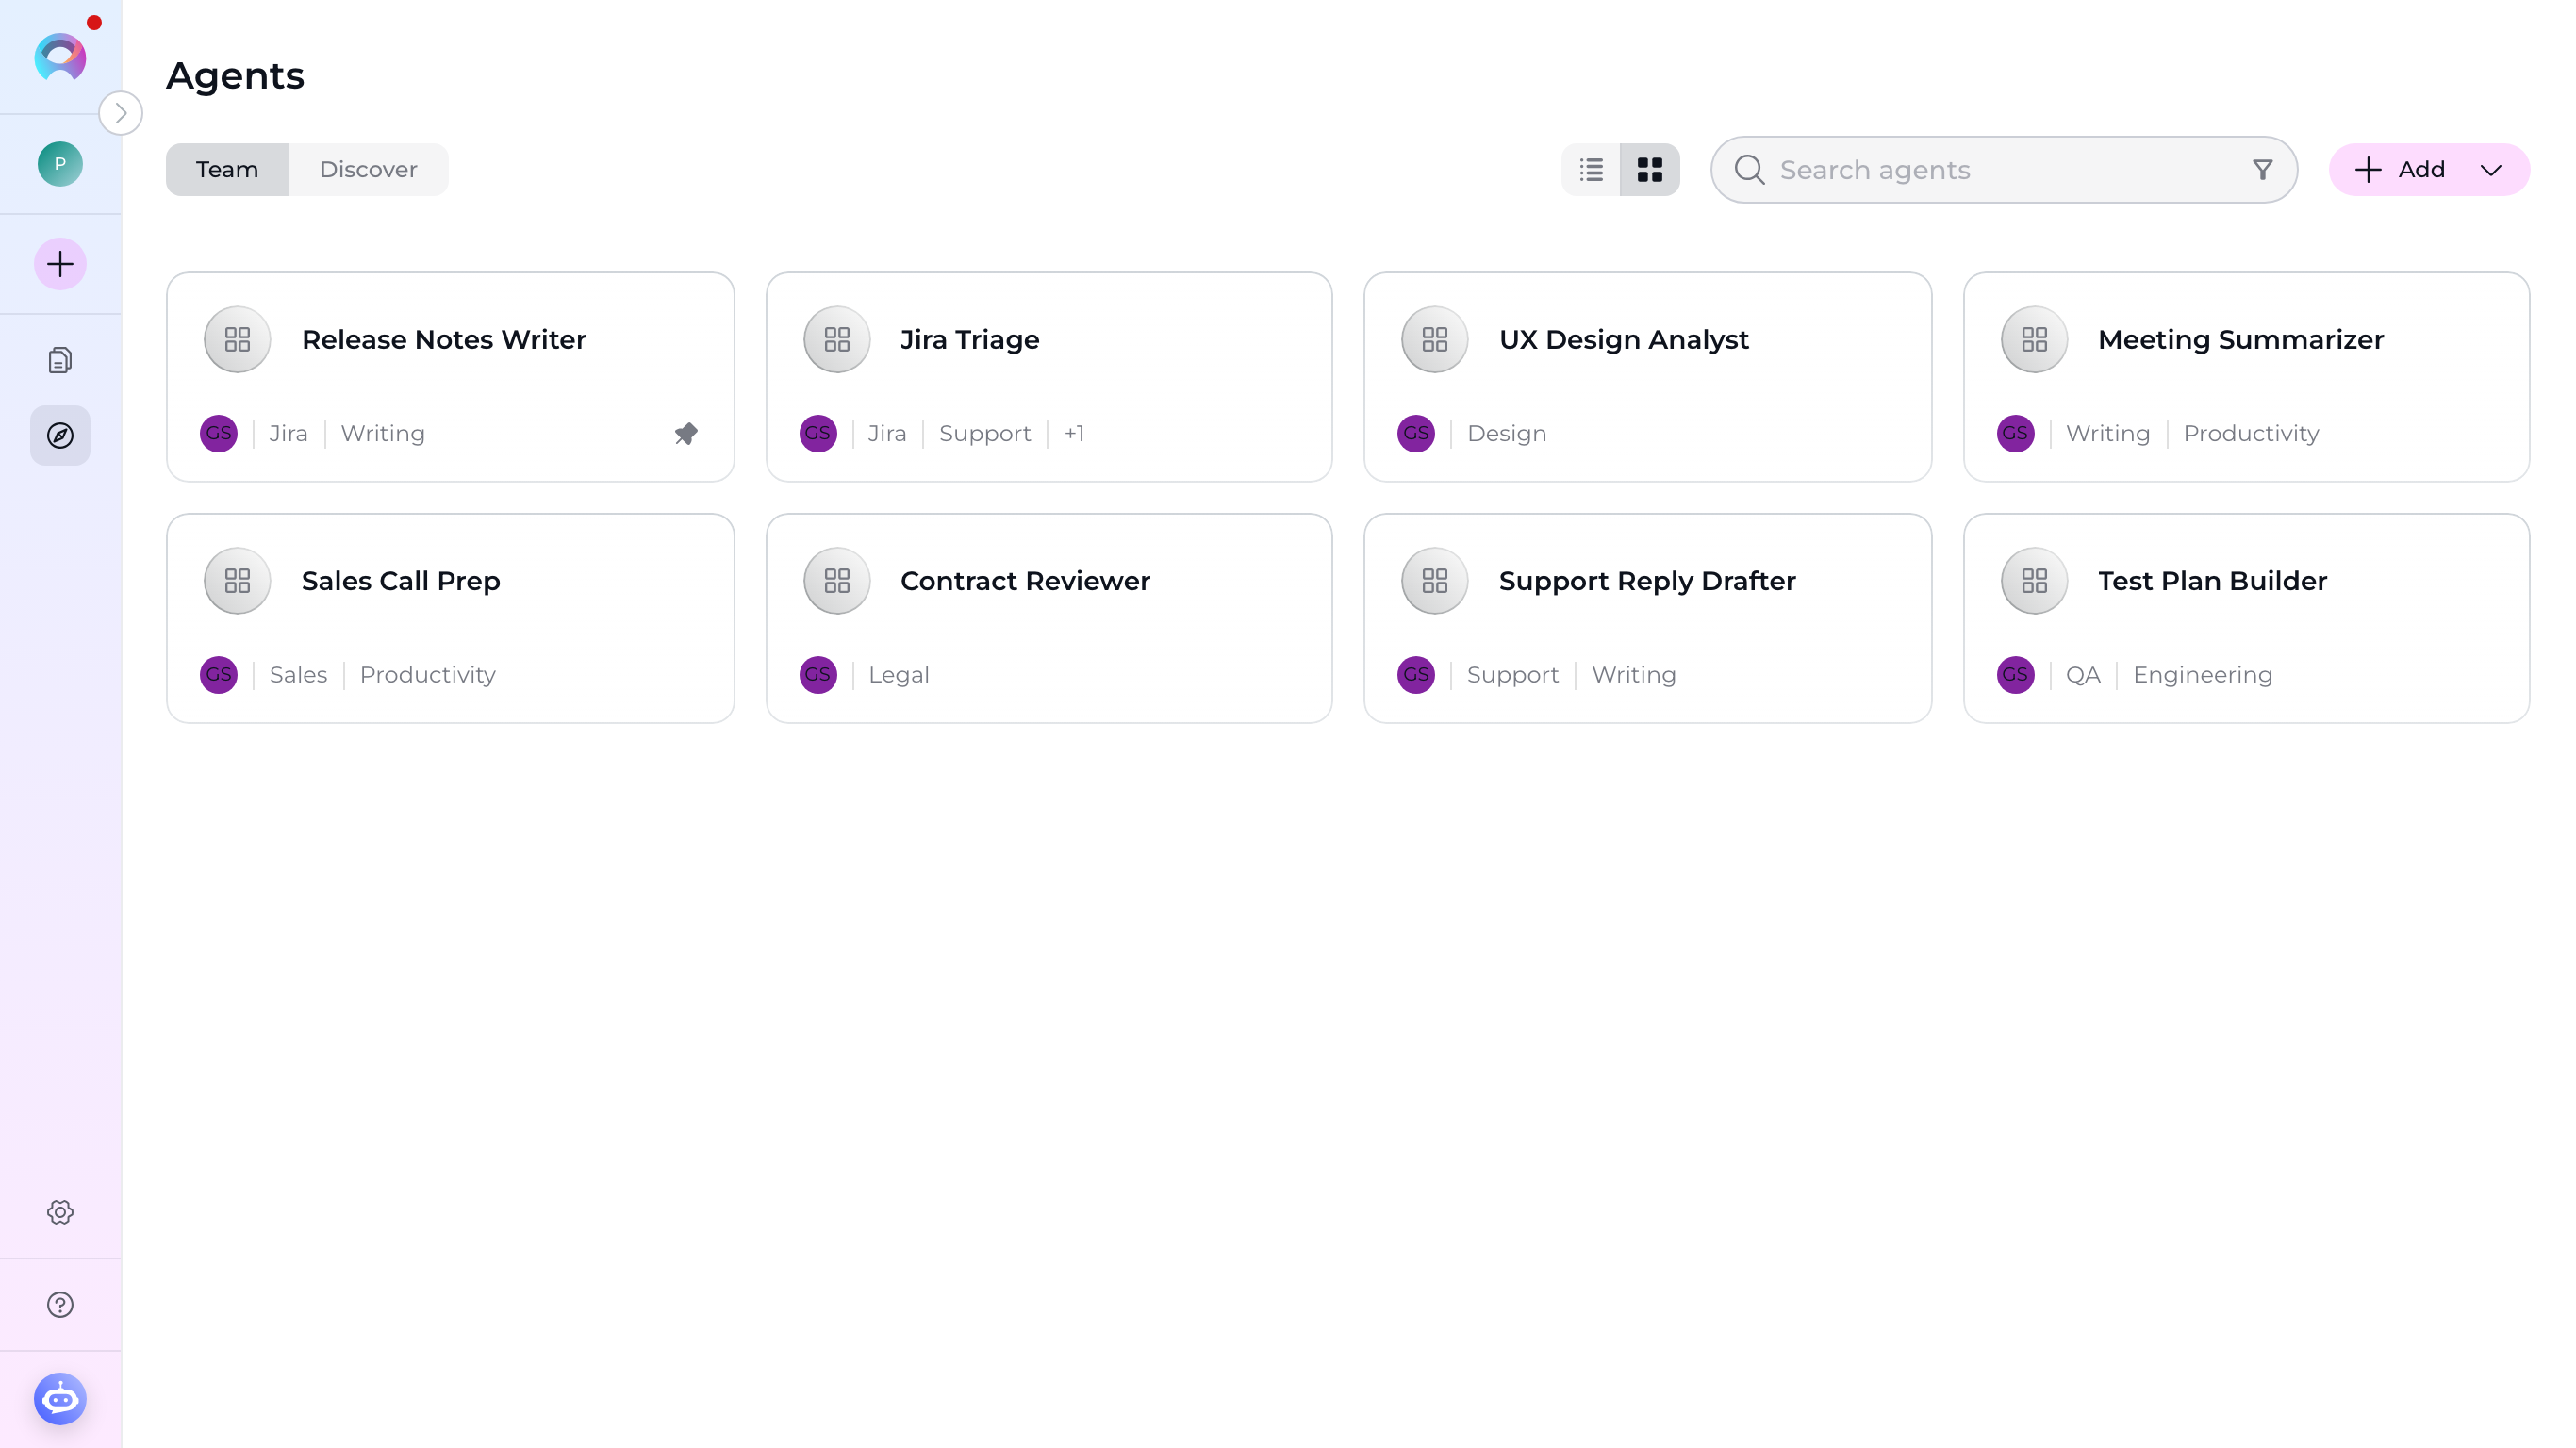 Agents
P
Team
Discover
Search agents
Add
Release Notes Writer
GS
Jira
Writing
Jira Triage
GS
Jira
Support
+1
UX Design Analyst
GS
Design
Meeting Summarizer
GS
Writing
Productivity
Sales Call Prep
GS
Sales
Productivity
Contract Reviewer
GS
Legal
Support Reply Drafter
GS
Support
Writing
Test Plan Builder
GS
QA
Engineering